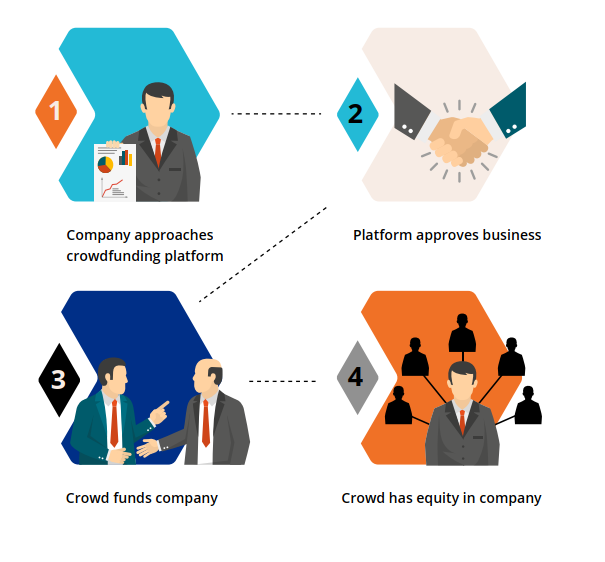 1
Company approaches
crowdfunding platform
2
Platform approves business
3
Crowd funds company
4
Crowd has equity in company